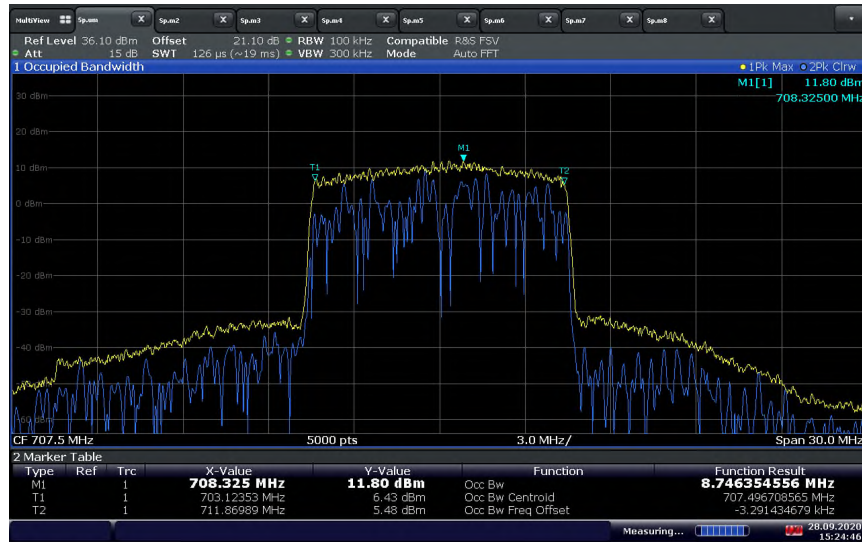 MultiView Sp.um X Sp.m2 X Sp.m3 X Sp.m4 X Sp.m5 X Sp.m6 X Sp.m7 X Sp.m8 X
Ref Level 36.10 dBm Offset 21.10 dB RBW 100 kHz Compatible R&S FSV
Att 15 dB SWT 126 µs (~19 ms) VBW 300 kHz Mode Auto FFT
1 Occupied Bandwidth 1Pk Max 2Pk Clrw
M1[1] 11.80 dBm
708.32500 MHz
30 dBm
20 dBm
M1
10 dBm
T1
T2
0 dBm
-10 dBm
-20 dBm
-30 dBm
-40 dBm
-60 dBm
CF 707.5 MHz 5000 pts 3.0 MHz/ Span 30.0 MHz
2 Marker Table
Type Ref Trc X-Value Y-Value Function Function Result
M1 1 708.325 MHz 11.80 dBm Occ Bw 8.746354556 MHz
T1 1 703.12353 MHz 6.43 dBm Occ Bw Centroid 707.496708565 MHz
T2 1 711.86989 MHz 5.48 dBm Occ Bw Freq Offset -3.291434679 kHz
Measuring... 28.09.2020
15:24:46